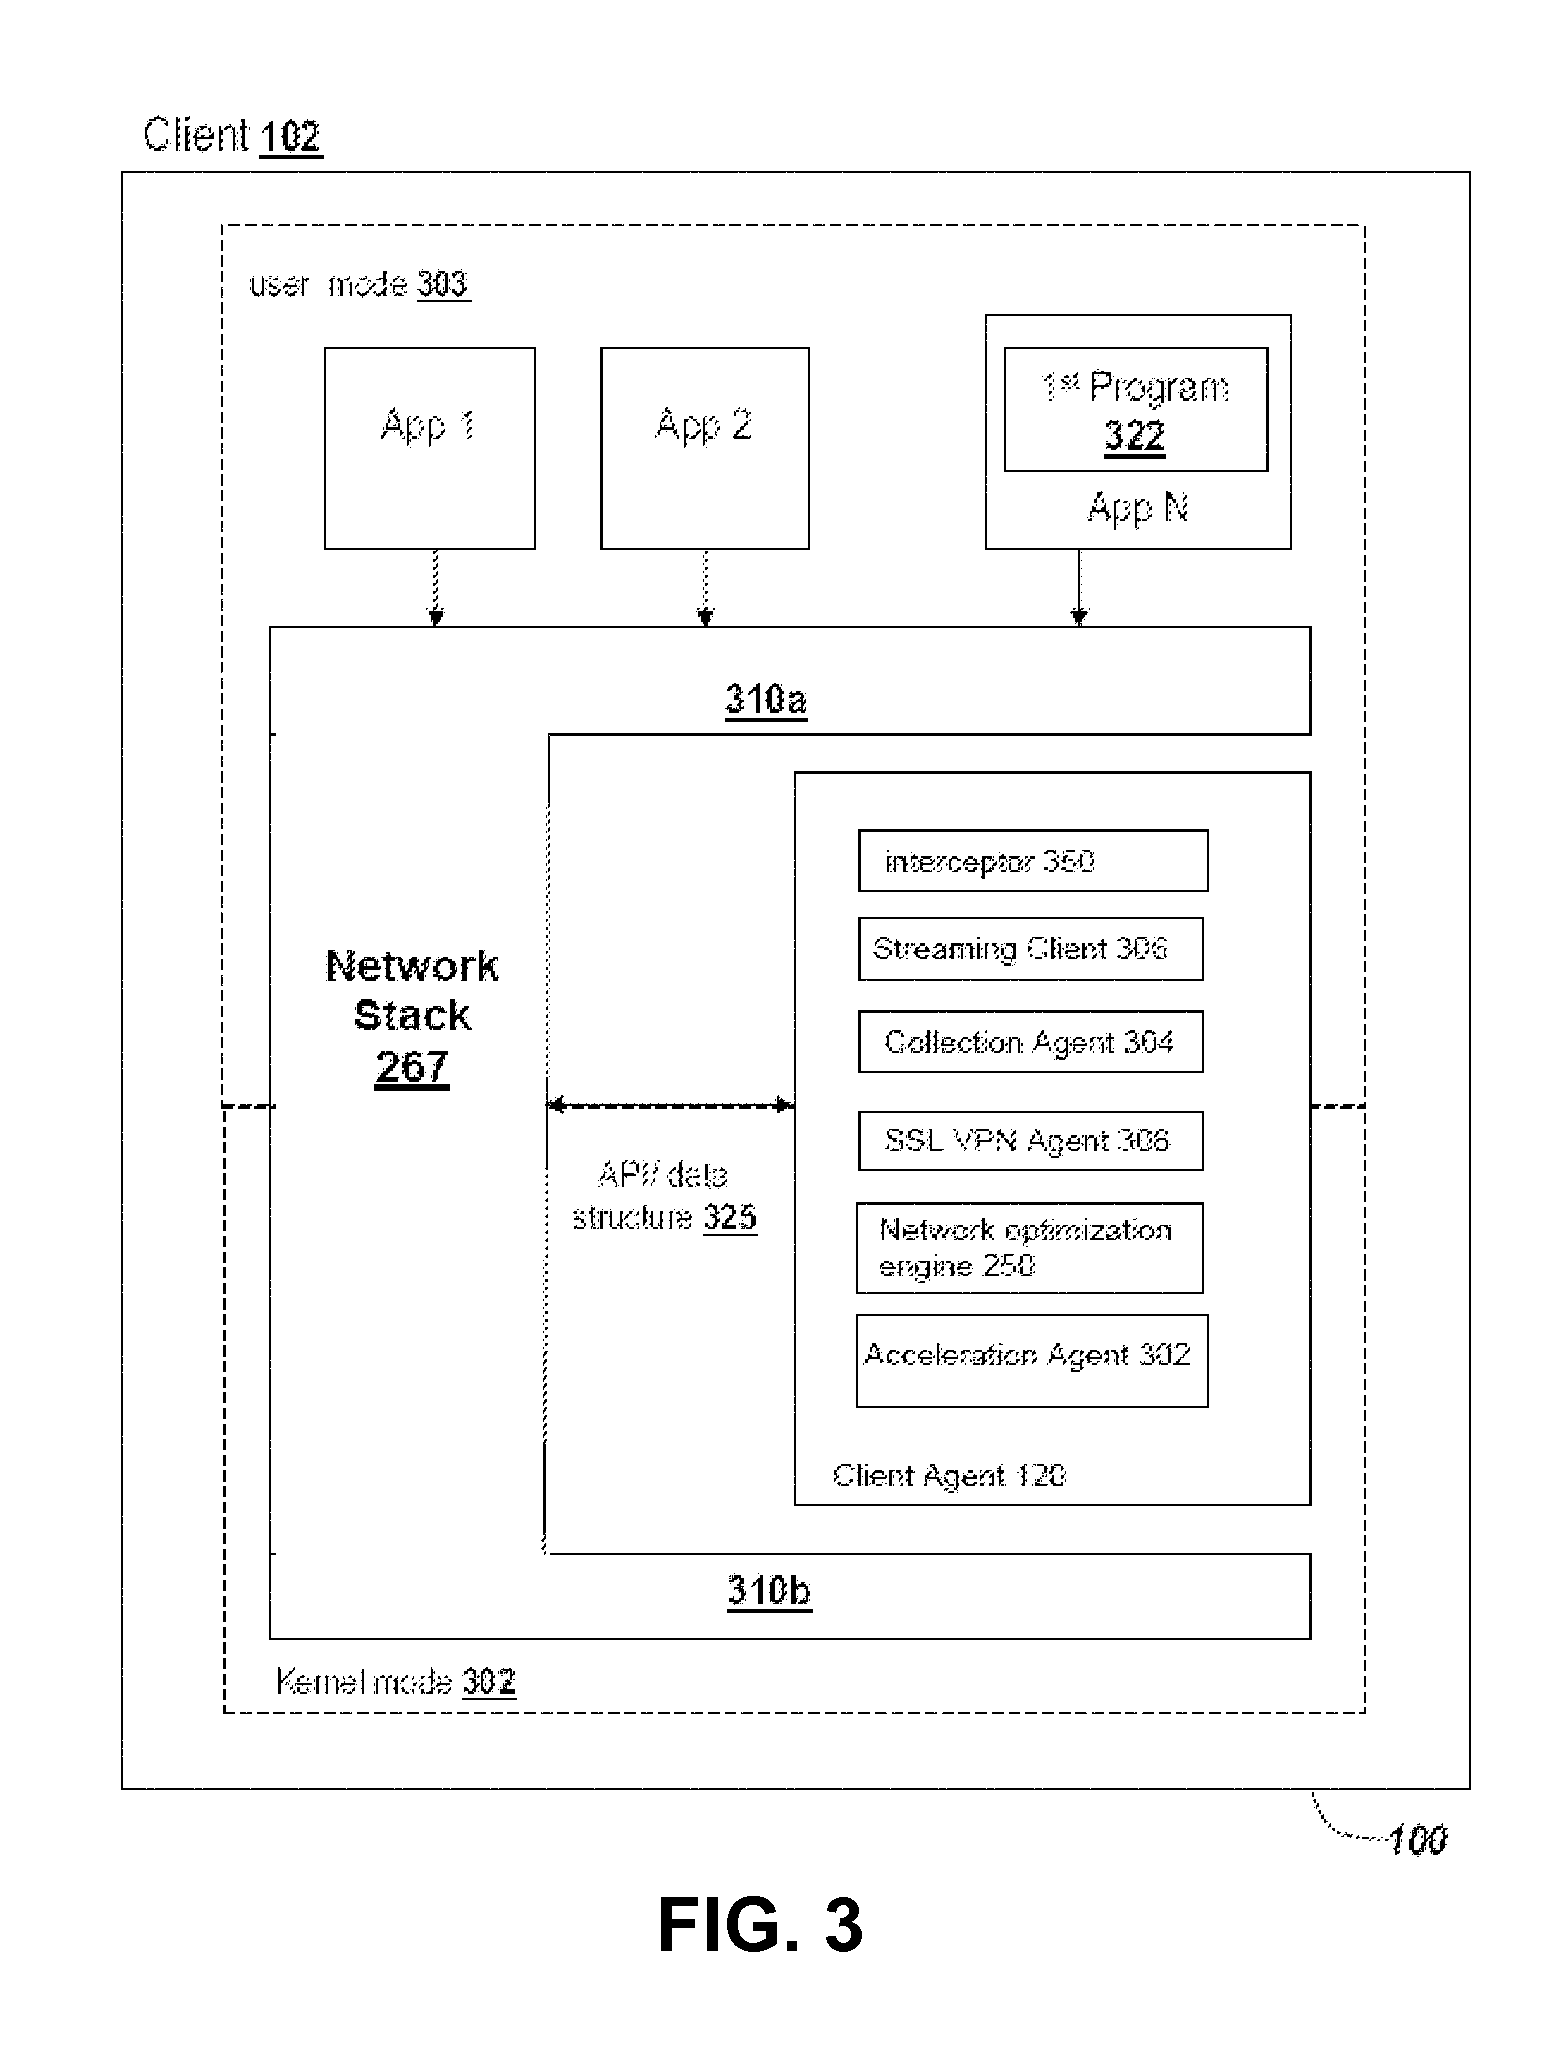 Client 102
user mode 303
App 1
App 2
1st Program
322
App N
310a
interceptor 350
Streaming Client 306
Network
Stack
267
Collection Agent 304
SSL VPN Agent 308
API/ data
structure 325
Network optimization
engine 250
Acceleration Agent 302
Client Agent 120
310b
Kernel mode 302
100
FIG. 3